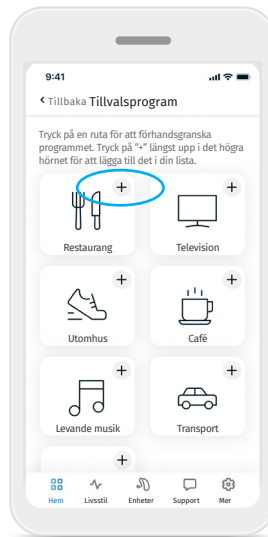 9:41
Tillbaka Tillvalsprogram
Tryck på en ruta för att förhandsgranska
programmet. Tryck på "+" längst upp i det högra
hörnet för att lägga till det i din lista.
+ +
Restaurang Television
+ +
Utomhus Café
+ +
Levande musik Transport
+
Hem Livsstil Enheter Support Mer